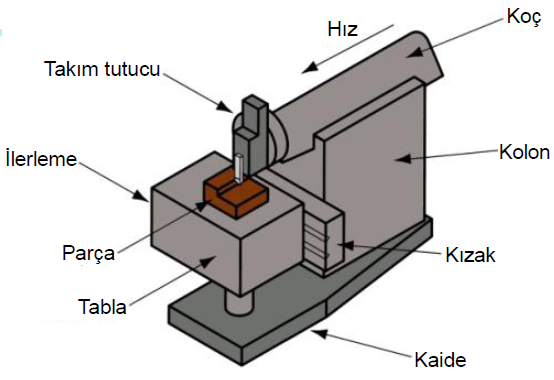 Koç
Hız
Takım tutucu
Kolon
İlerleme
Parça
Kızak
Tabla
Kaide